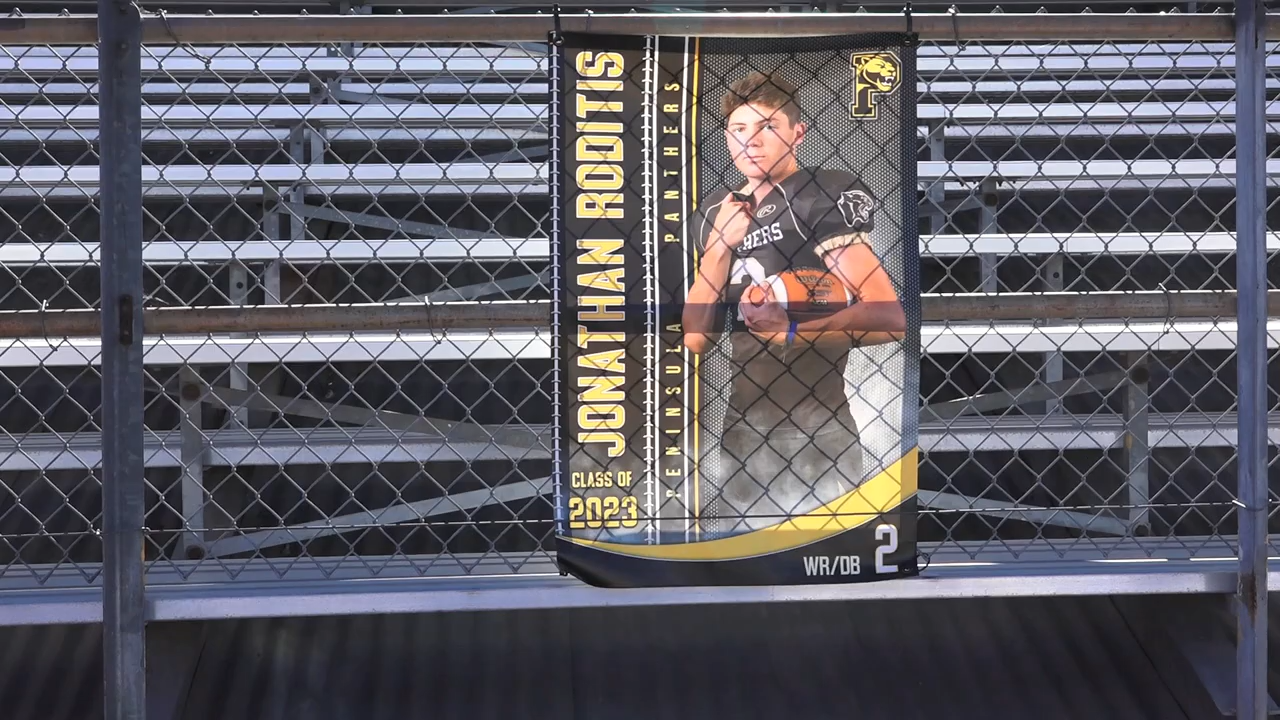 JONATHAN RODITIS
CLASS OF
2023
PENINSULA PANTHERS
P
HERS
WR/DB 2